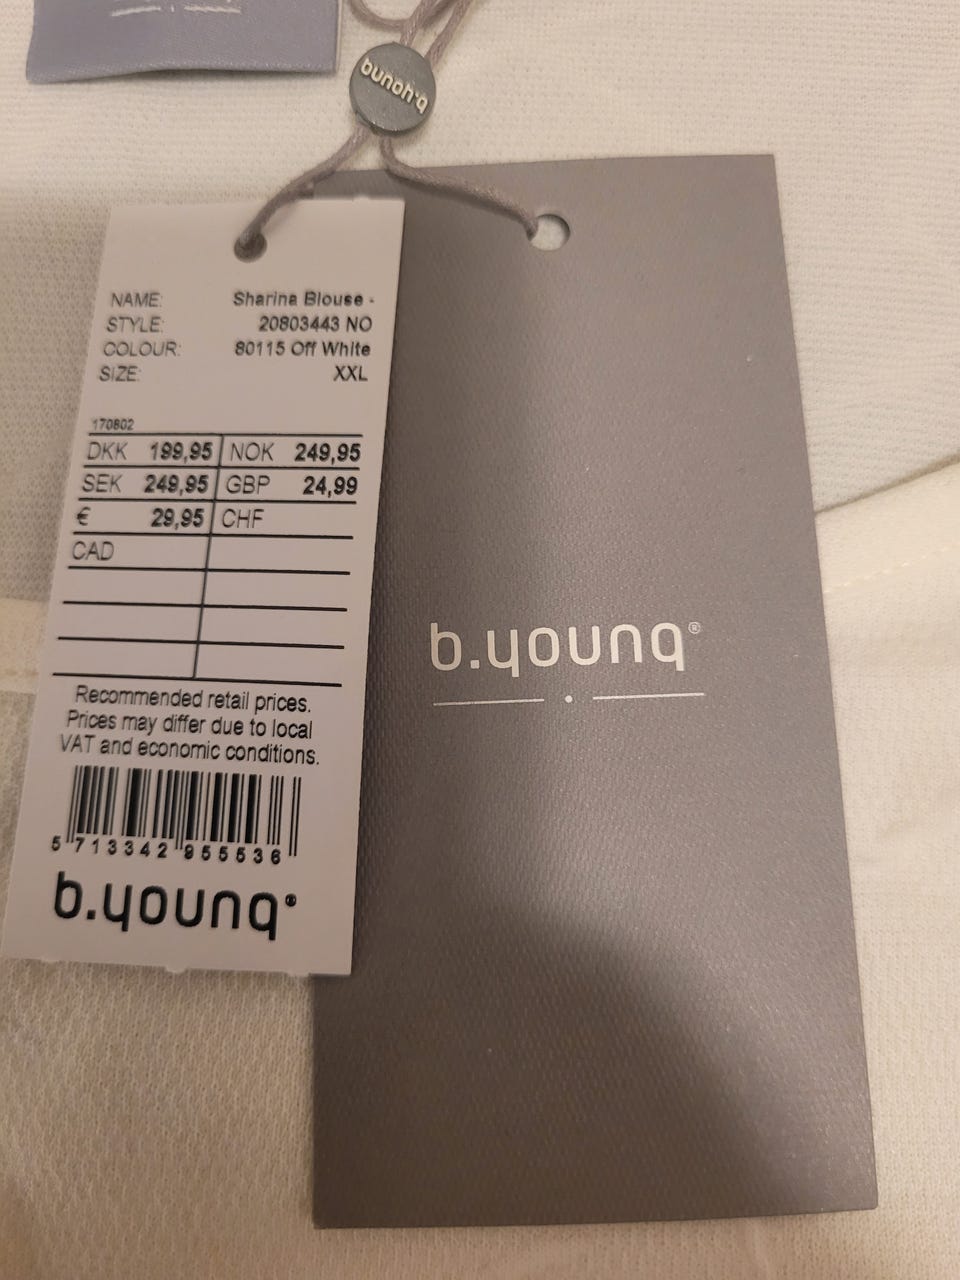 b.young
NAME: Sharina Blouse -
STYLE: 20803443 NO
COLOUR: 80115 Off White
SIZE: XXL
170802
DKK 199,95 NOK 249,95
SEK 249,95 GBP 24,99
€ 29,95 CHF
CAD
Recommended retail prices.
Prices may differ due to local
VAT and economic conditions.
5 713342 955536
b.young®
b.young®